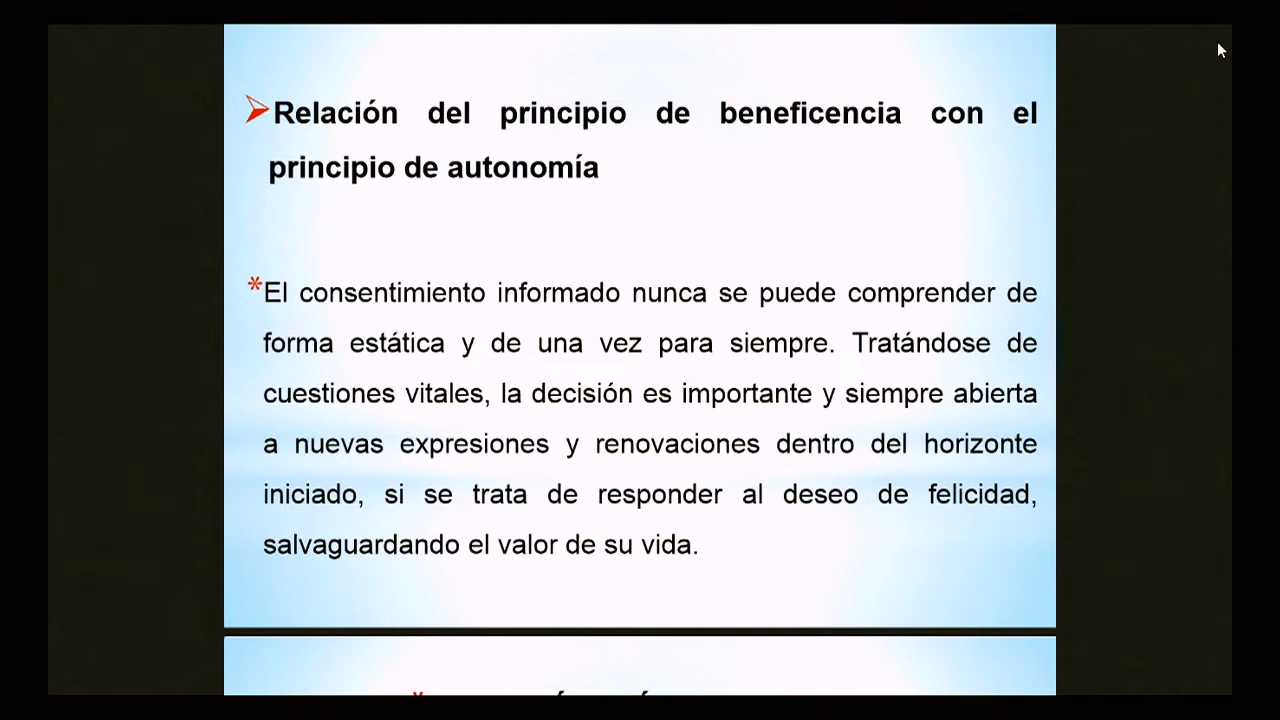 Relación del principio de beneficencia con el
principio de autonomía
*El consentimiento informado nunca se puede comprender de
forma estática y de una vez para siempre. Tratándose de
cuestiones vitales, la decisión es importante y siempre abierta
a nuevas expresiones y renovaciones dentro del horizonte
iniciado, si se trata de responder al deseo de felicidad,
salvaguardando el valor de su vida.